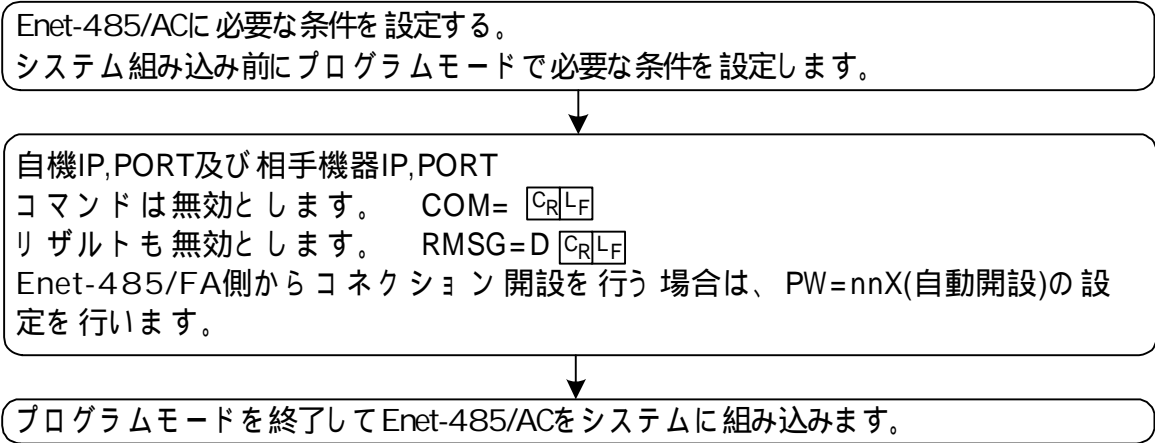 Enet-485/ACに必要な条件を設定する。
システム組み込み前にプログラムモードで必要な条件を設定します。
自機IP,PORT及び相手機器IP,PORT
コマンドは無効とします。 COM= CRLF
リザルトも無効とします。 RMSG=D CRLF
Enet-485/FA側からコネクション開設を行う場合は、PW=nnX(自動開設)の設
定を行います。
プログラムモードを終了してEnet-485/ACをシステムに組み込みます。